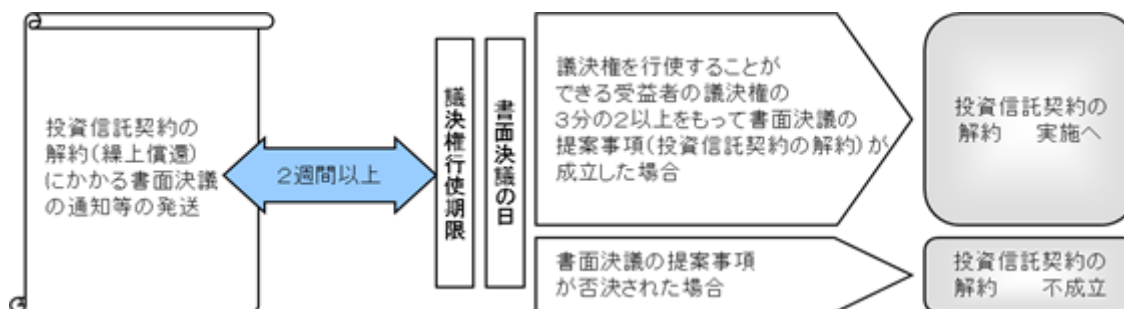 投資信託契約の
解約(繰上償還)
にかかる書面決議
の通知等の発送
2週間以上
議決権行使期限
書面決議の日
議決権を行使することが
できる受益者の議決権の
3分の2以上をもって書面決議の
提案事項(投資信託契約の解約)が
成立した場合
投資信託契約の
解約　実施へ
書面決議の提案事項
が否決された場合
投資信託契約の
解約　不成立